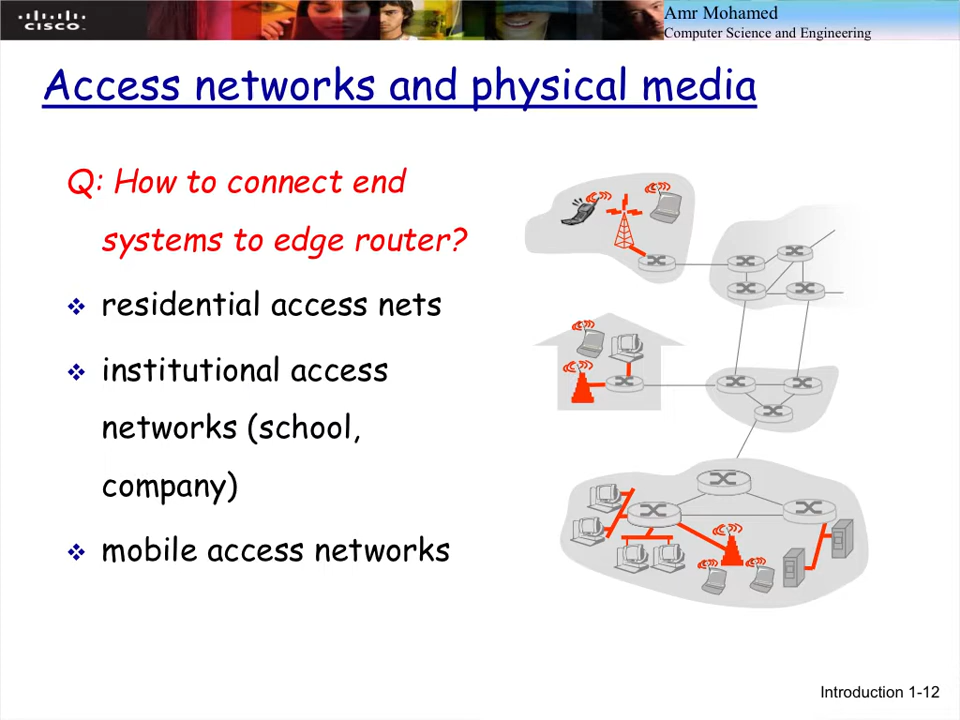 CISCO
Amr Mohamed
Computer Science and Engineering
Access networks and physical media
Q: How to connect end
systems to edge router?
❖ residential access nets
❖ institutional access
networks (school,
company)
❖ mobile access networks
Introduction 1-12